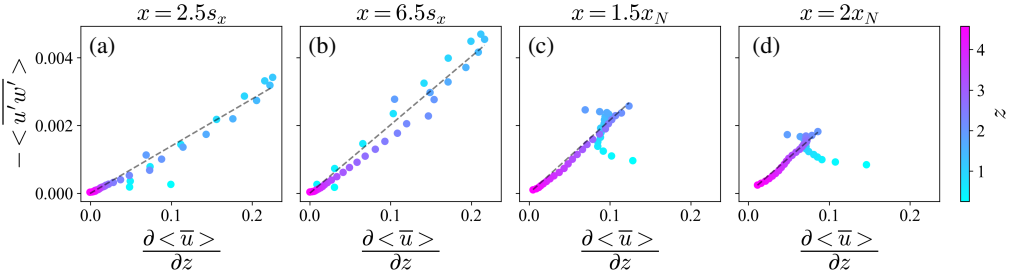 x = 2.5s_x x = 6.5s_x x = 1.5x_N x = 2x_N
(a) (b) (c) (d)
− < \overline{u′w′} >
0.004
0.002
0.000
0.0 0.1 0.2 0.0 0.1 0.2 0.0 0.1 0.2 0.0 0.1 0.2
∂ < \overline{u} > ∂ < \overline{u} > ∂ < \overline{u} > ∂ < \overline{u} >
∂z ∂z ∂z ∂z
4
3
2
1
z